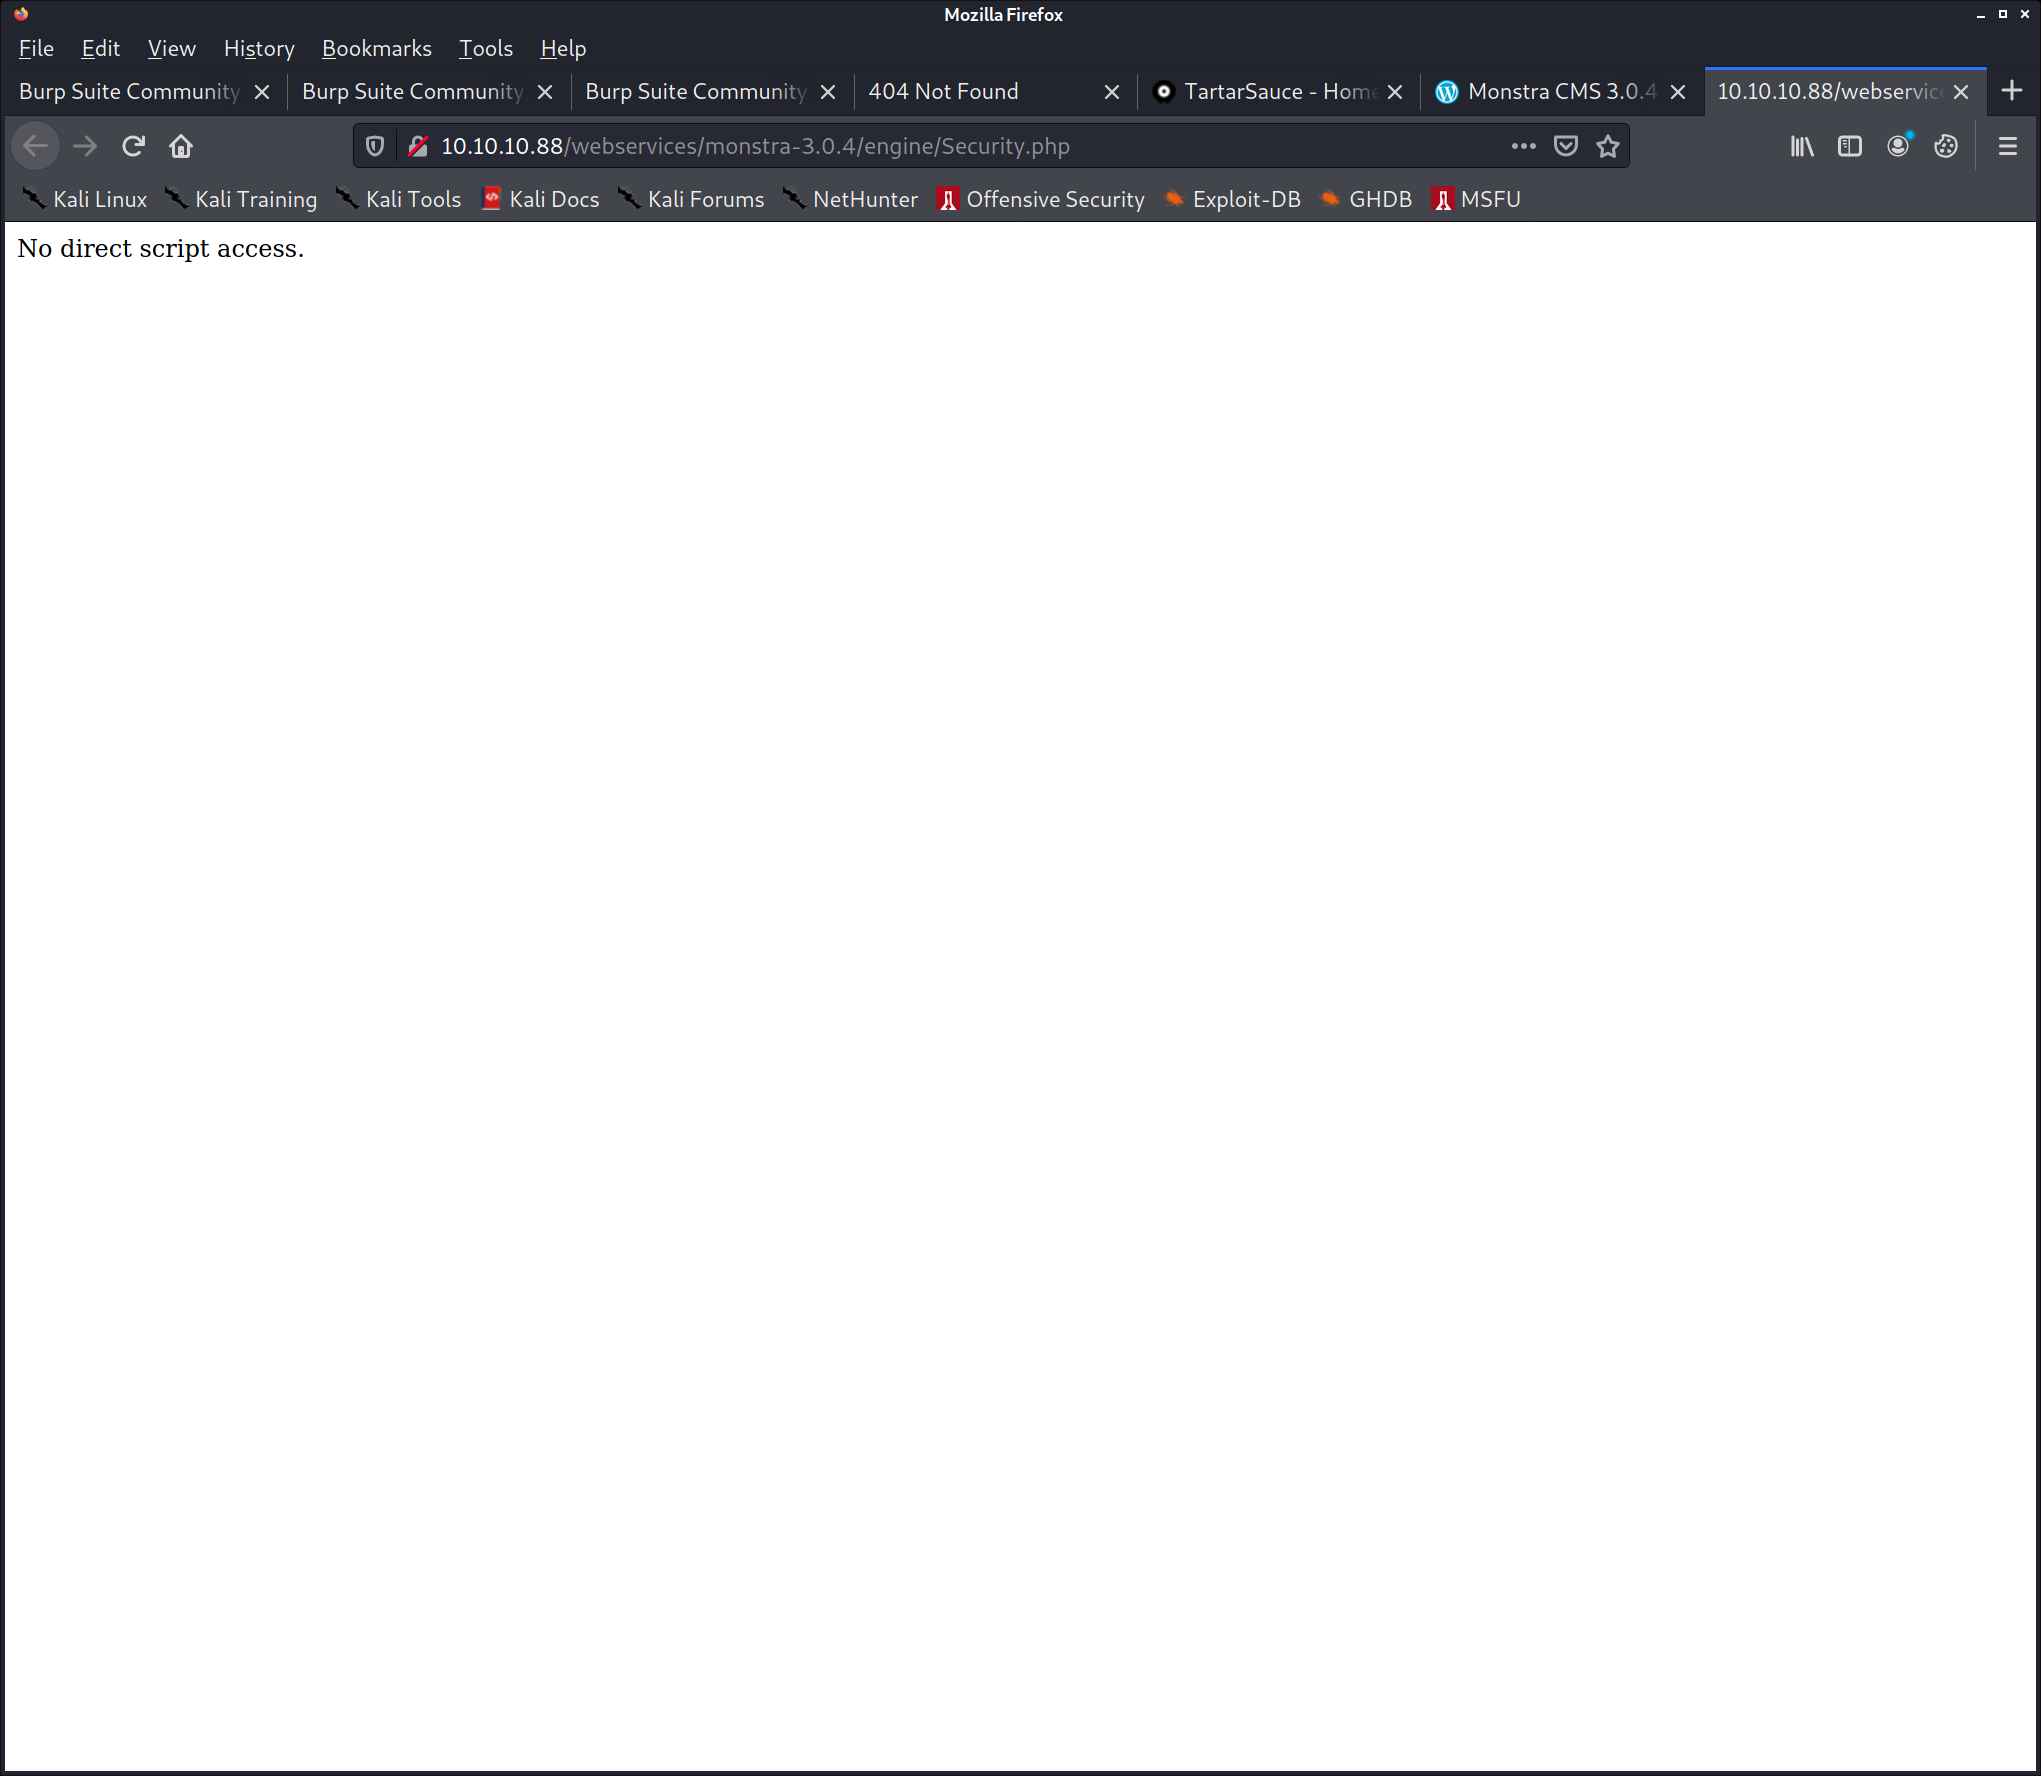 Mozilla Firefox
File Edit View History Bookmarks Tools Help
Burp Suite Community Burp Suite Community Burp Suite Community 404 Not Found TartarSauce - Home Monstra CMS 3.0.4 10.10.10.88/webservic
10.10.10.88/webservices/monstra-3.0.4/engine/Security.php
Kali Linux Kali Training Kali Tools Kali Docs Kali Forums NetHunter Offensive Security Exploit-DB GHDB MSFU
No direct script access.